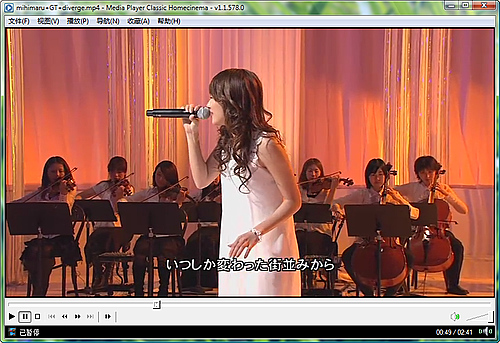 mihimaru•GT•diverge.mp4 - Media Player Classic Homecinema - v1.1.578.0
文件(F) 视图(V) 播放(P) 导航(N) 收藏(A) 帮助(H)
いつしか変わった街並みから
已暂停
00:49 / 02:41